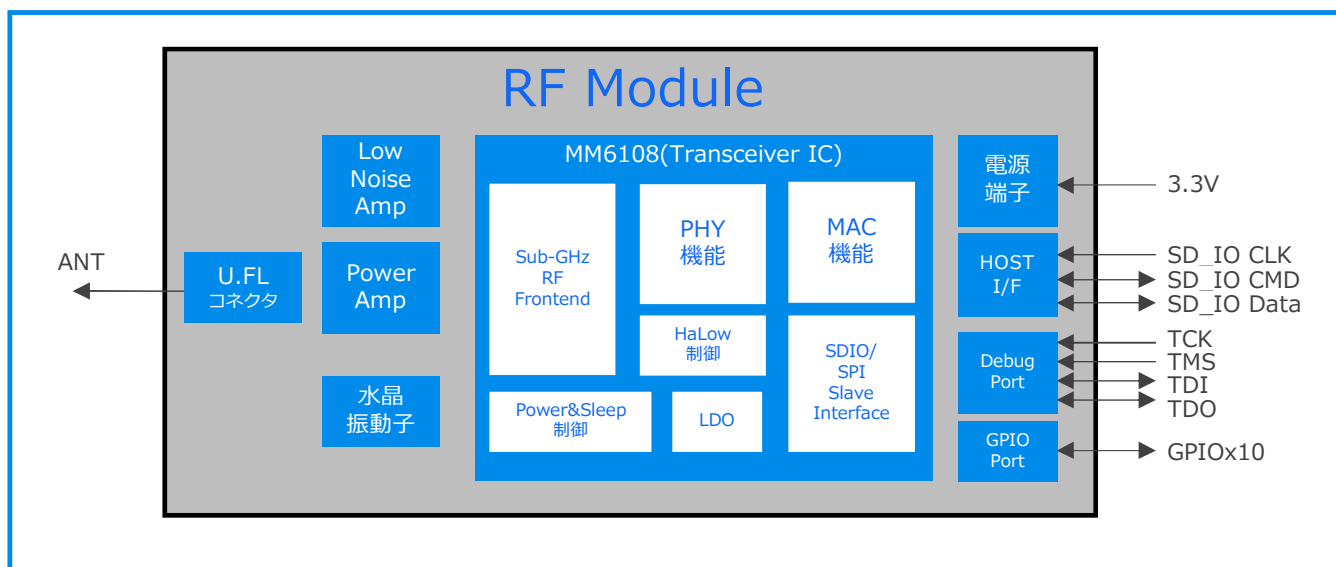 RF Module
ANT
U.FL
コネクタ
Low
Noise
Amp
Power
Amp
水晶
振動子
MM6108(Transceiver IC)
Sub-GHz
RF
Frontend
PHY
機能
MAC
機能
HaLow
制御
SDIO/
SPI
Slave
Interface
Power&Sleep
制御
LDO
電源
端子
HOST
I/F
Debug
Port
GPIO
Port
3.3V
SD_IO CLK
SD_IO CMD
SD_IO Data
TCK
TMS
TDI
TDO
GPIOx10